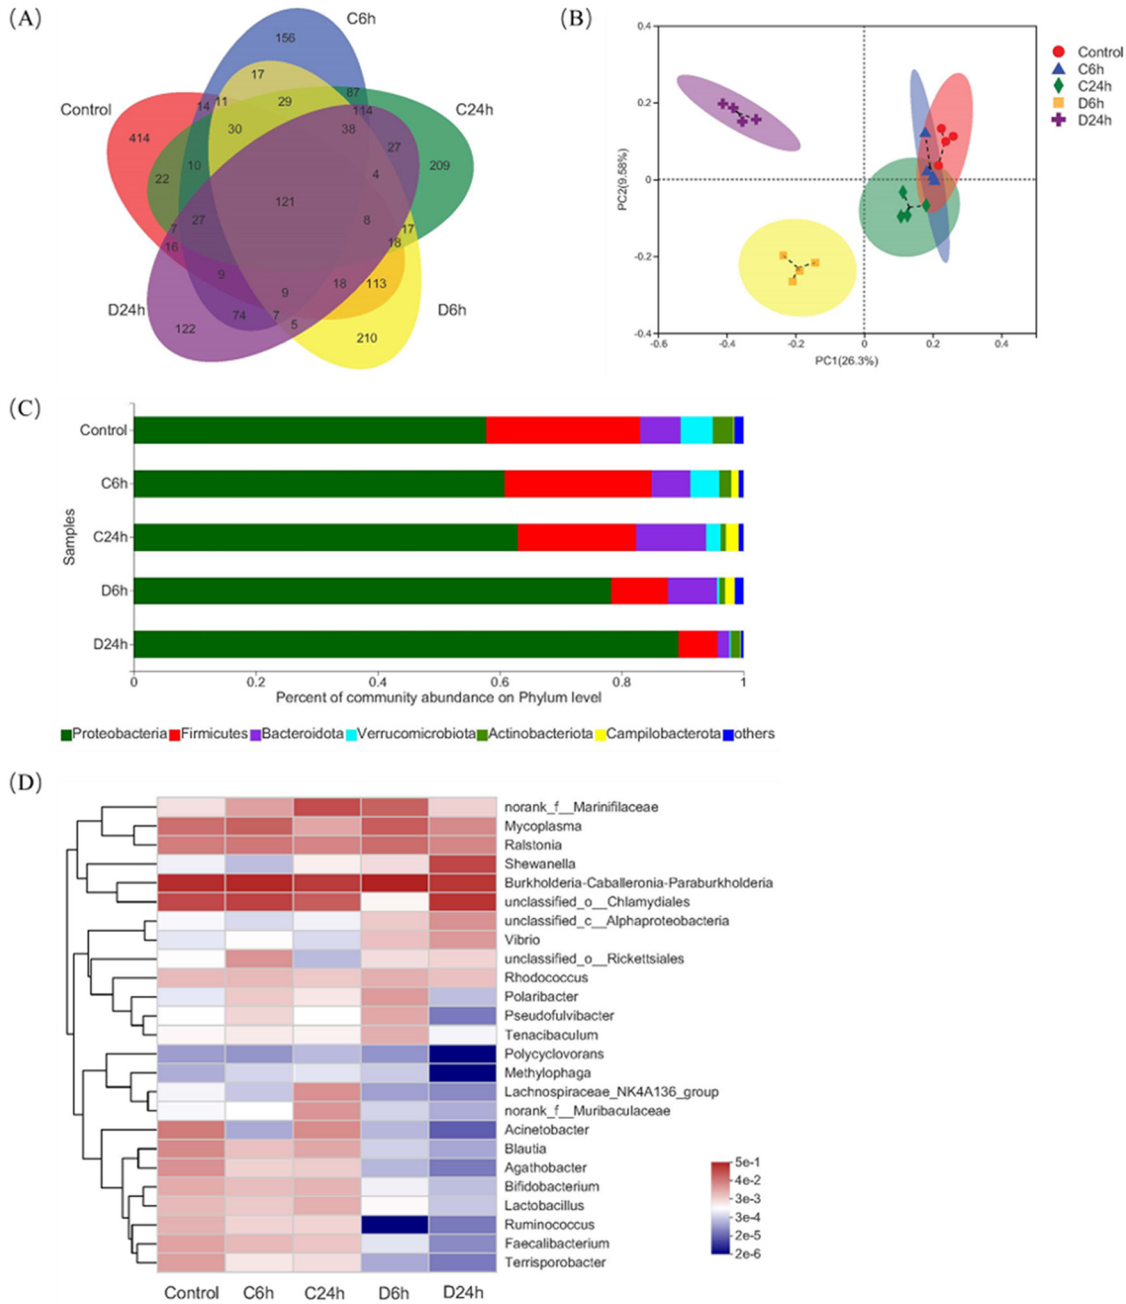 (A)
C6h
156
17
87
Control
14
11
29
114
C24h
414
30
38
27
209
22
10
4
121
7
27
8
17
16
18
9
18
113
9
D24h
74
7
5
D6h
122
210
(B)
0.4
0.2
0
-0.2
-0.4
PC2(9.58%)
-0.6
-0.4
-0.2
0
0.2
0.4
PC1(26.3%)
Control
C6h
C24h
D6h
D24h
(C)
Samples
Control
C6h
C24h
D6h
D24h
0
0.2
0.4
0.6
0.8
1
Percent of community abundance on Phylum level
Proteobacteria Firmicutes Bacteroidota Verrucomicrobiota Actinobacteriota Campilobacterota others
(D)
norank_f__Marinifilaceae
Mycoplasma
Ralstonia
Shewanella
Burkholderia-Caballeronia-Paraburkholderia
unclassified_o__Chlamydiales
unclassified_c__Alphaproteobacteria
Vibrio
unclassified_o__Rickettsiales
Rhodococcus
Polaribacter
Pseudofulvibacter
Tenacibaculum
Polycyclovorans
Methylophaga
Lachnospiraceae_NK4A136_group
norank_f__Muribaculaceae
Acinetobacter
Blautia
Agathobacter
Bifidobacterium
Lactobacillus
Ruminococcus
Faecalibacterium
Terrisporobacter
5e-1
4e-2
3e-3
3e-4
2e-5
2e-6
Control
C6h
C24h
D6h
D24h